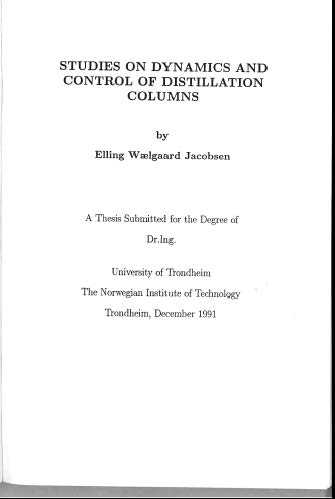 STUDIES ON DYNAMICS AND
CONTROL OF DISTILLATION
COLUMNS
by
Elling Wælgaard Jacobsen
A Thesis Submitted for the Degree of
Dr.Ing.
University of Trondheim
The Norwegian Institute of Technology
Trondheim, December 1991